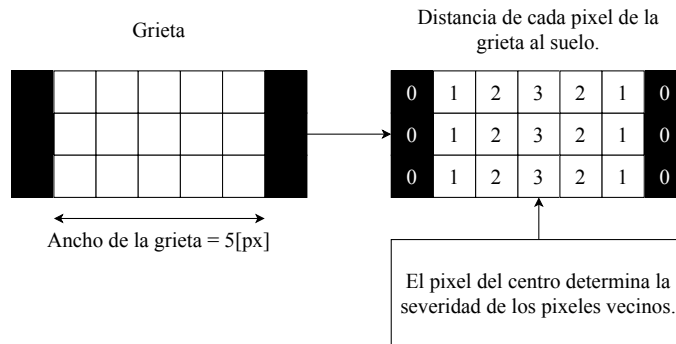 Grieta
Distancia de cada pixel de la
grieta al suelo.
0 1 2 3 2 1 0
0 1 2 3 2 1 0
0 1 2 3 2 1 0
Ancho de la grieta = 5[px]
El pixel del centro determina la
severidad de los pixeles vecinos.